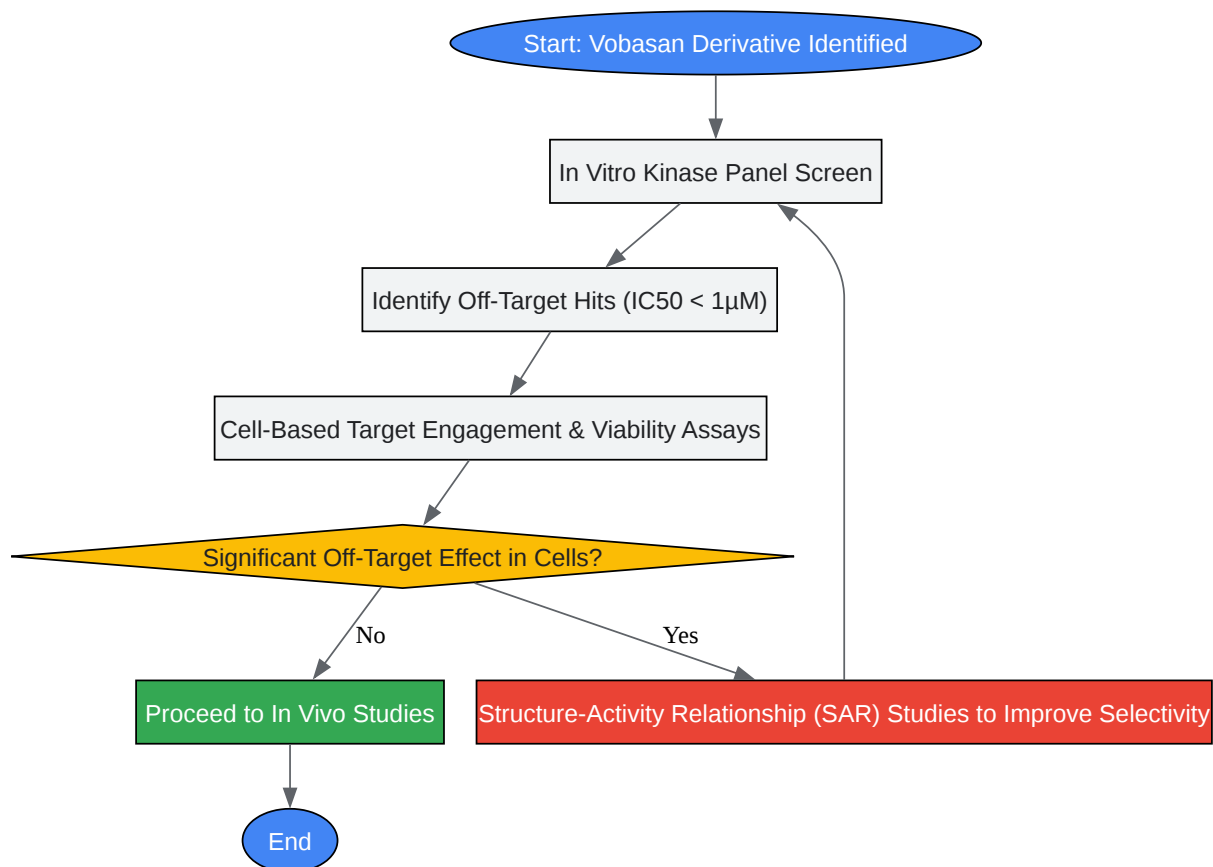 Start: Vobasan Derivative Identified
In Vitro Kinase Panel Screen
Identify Off-Target Hits (IC50 < 1µM)
Cell-Based Target Engagement & Viability Assays
Significant Off-Target Effect in Cells?
No
Yes
Proceed to In Vivo Studies
Structure-Activity Relationship (SAR) Studies to Improve Selectivity
End